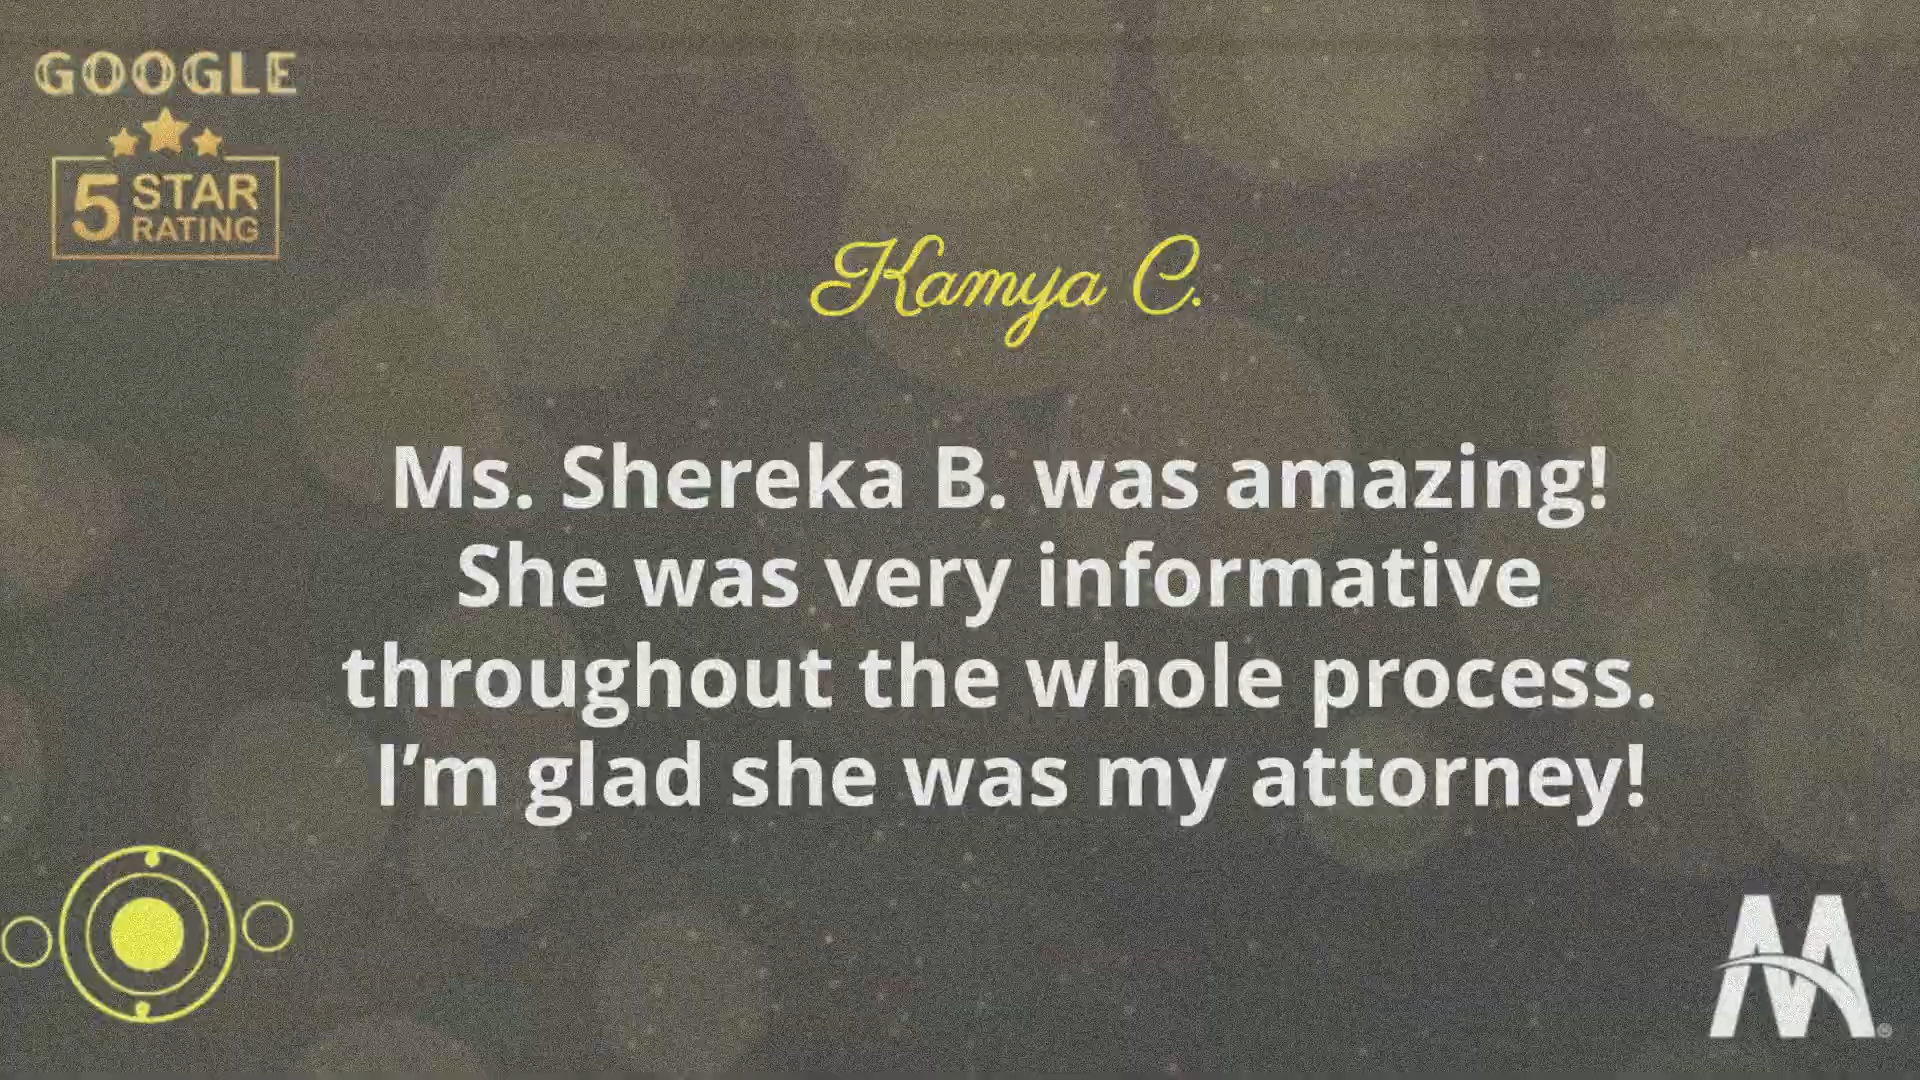 GOOGLE
5 STAR
RATING
Kamya C.
Ms. Shereka B. was amazing!
She was very informative
throughout the whole process.
I’m glad she was my attorney!
M®